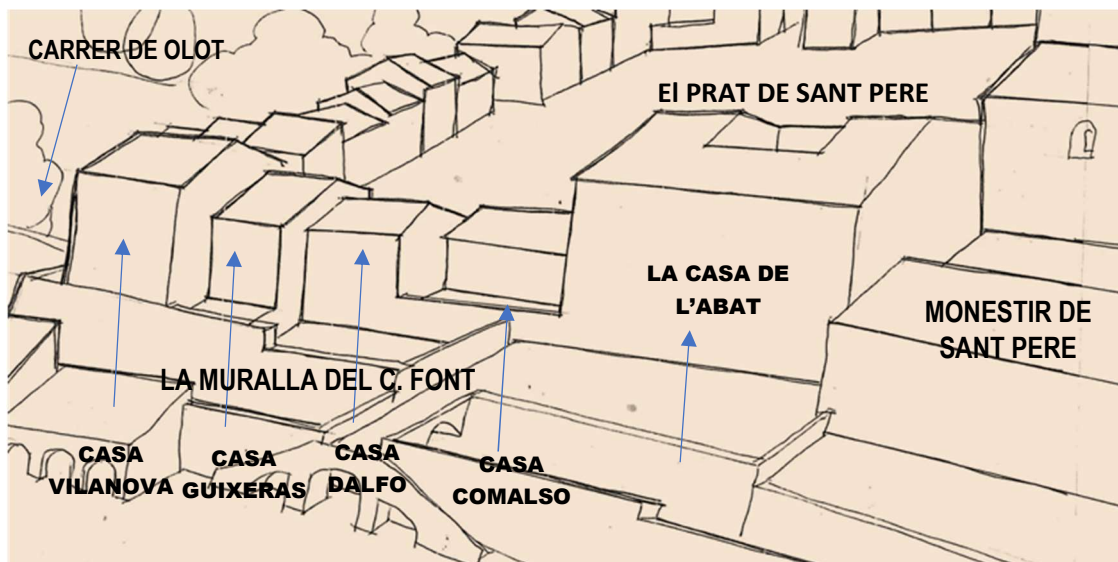 CARRER DE OLOT
El PRAT DE SANT PERE
LA CASA DE
L'ABAT
MONESTIR DE
SANT PERE
LA MURALLA DEL C. FONT
CASA
VILANOVA
CASA
GUIXERAS
CASA
DALFO
CASA
COMALSO